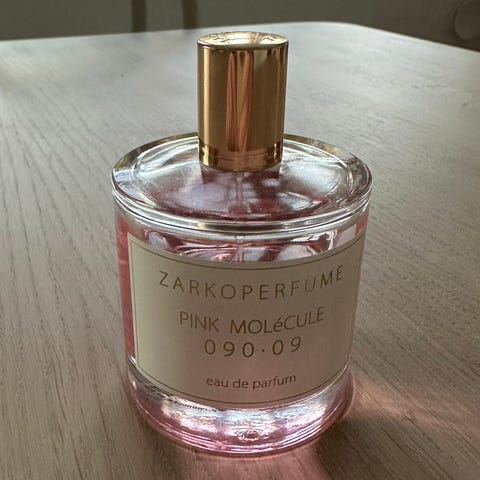 ZARKOPERFUME
PINK MOLéCULE
090·09
eau de parfum